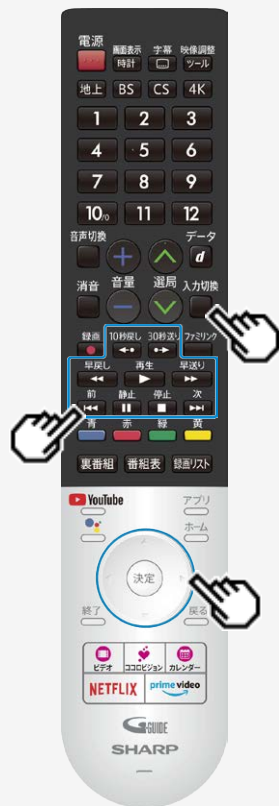 電源
画面表示 字幕 映像調整
時計 ツール
地上 BS CS 4K
1 2 3
4 5 6
7 8 9
10/0 11 12
音声切換 データ
d
消音 音量 選局 入力切換
録画 10秒戻し 30秒送り ファミリンク
早戻し 再生 早送り
前 静止 停止 次
青 赤 緑 黄
裏番組 番組表 録画リスト
YouTube アプリ
ホーム
決定
終了 戻る
ビデオ ココロビジョン カレンダー
NETFLIX prime video
G-GUIDE
SHARP